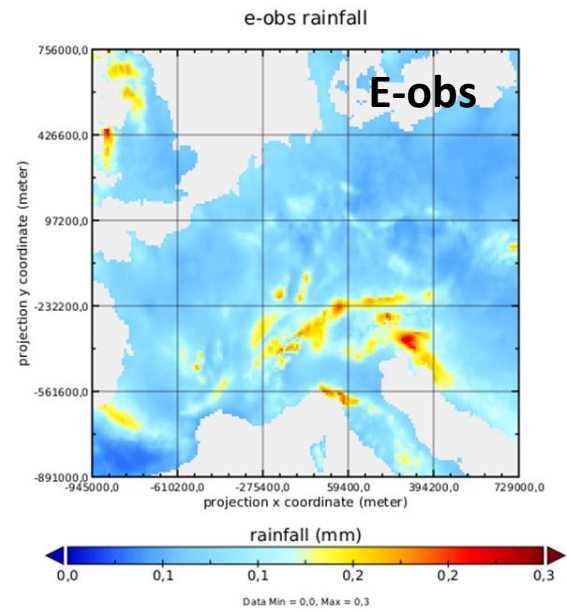 e-obs rainfall
E-obs
756000,0
426600,0
97200,0
-232200,0
-561600,0
-891000,0
projection y coordinate (meter)
-945000,0 -610200,0 -275400,0 59400,0 394200,0 729000,0
projection x coordinate (meter)
rainfall (mm)
0,0 0,1 0,1 0,2 0,2 0,3
Data Min = 0,0, Max = 0,3